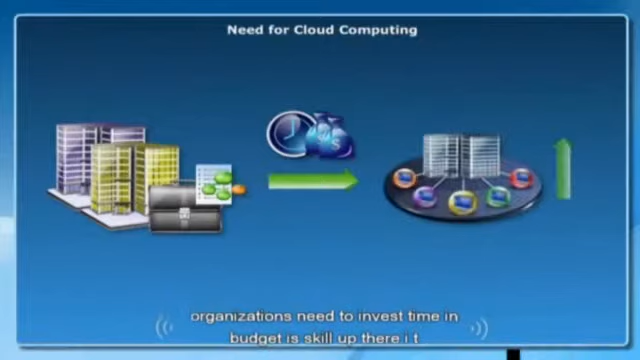 Need for Cloud Computing
organizations need to invest time in
budget is skill up there i t